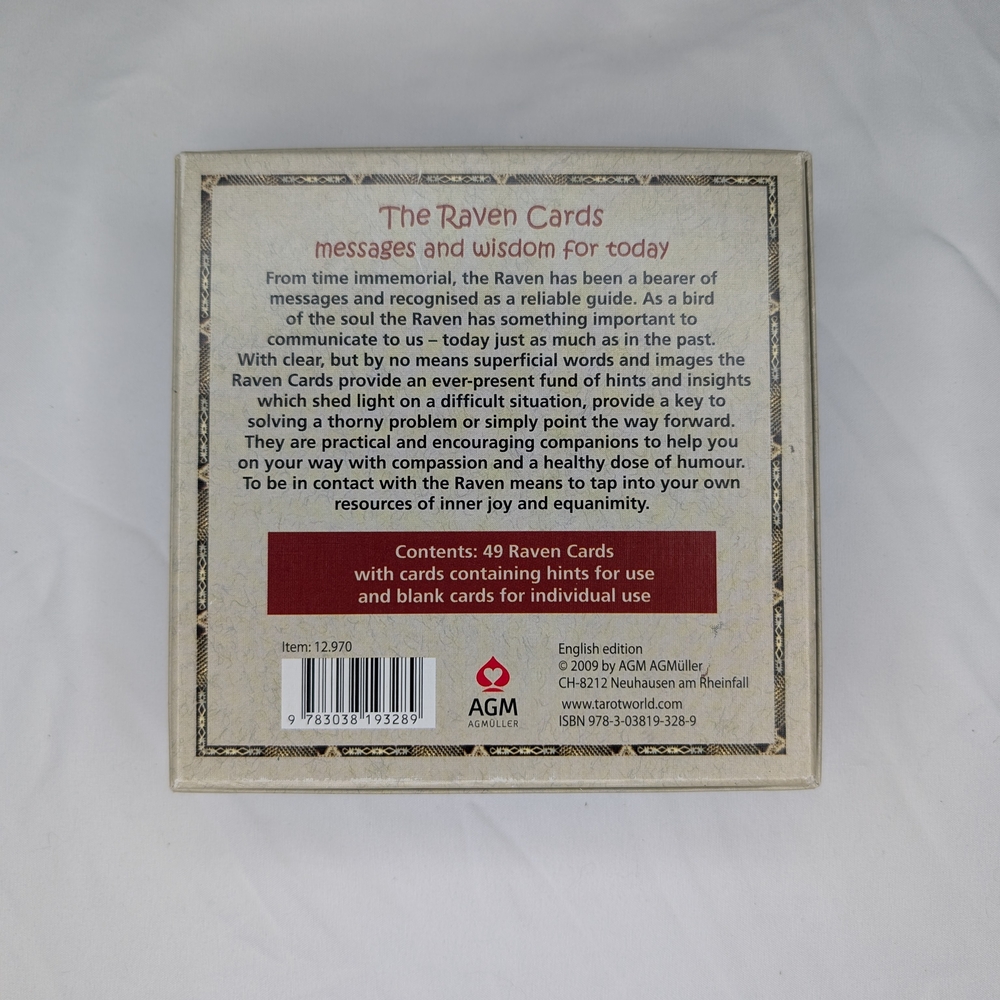 The Raven Cards
messages and wisdom for today
From time immemorial, the Raven has been a bearer of
messages and recognised as a reliable guide. As a bird
of the soul the Raven has something important to
communicate to us – today just as much as in the past.
With clear, but by no means superficial words and images the
Raven Cards provide an ever-present fund of hints and insights
which shed light on a difficult situation, provide a key to
solving a thorny problem or simply point the way forward.
They are practical and encouraging companions to help you
on your way with compassion and a healthy dose of humour.
To be in contact with the Raven means to tap into your own
resources of inner joy and equanimity.
Contents: 49 Raven Cards
with cards containing hints for use
and blank cards for individual use
Item: 12.970
9 783038 193289
AGM
AGMÜLLER
English edition
© 2009 by AGM AGMüller
CH-8212 Neuhausen am Rheinfall
www.tarotworld.com
ISBN 978-3-03819-328-9